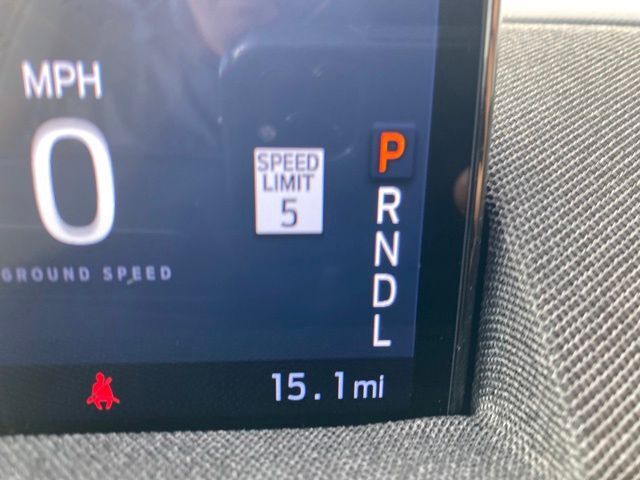 MPH
0
GROUND SPEED
SPEED
LIMIT
5
P
R
N
D
L
15.1mi